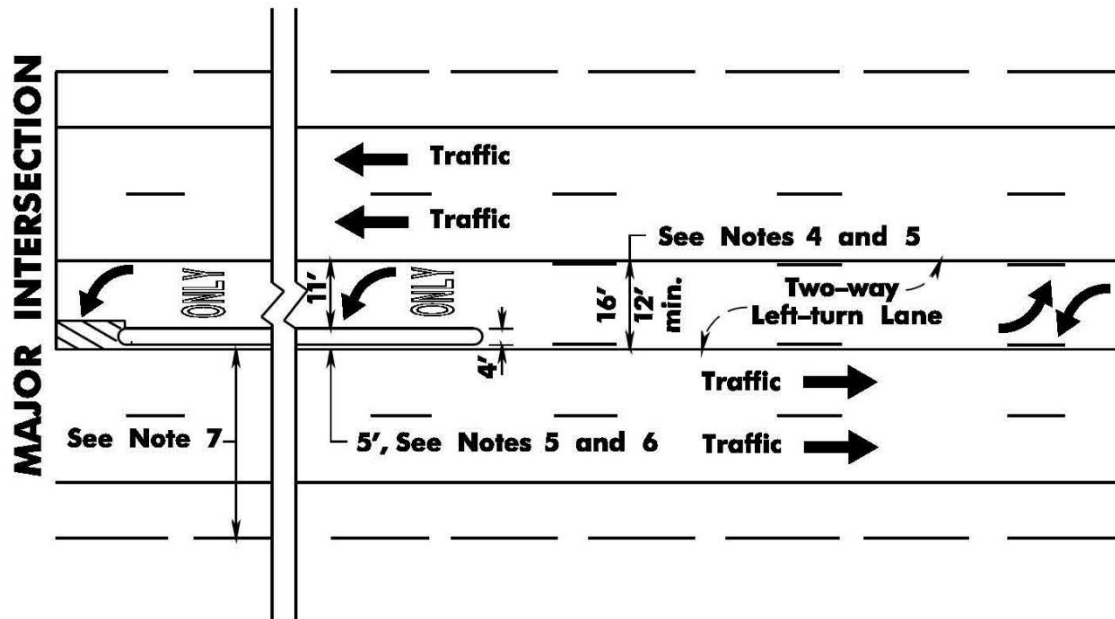 MAJOR INTERSECTION
Traffic
Traffic
See Notes 4 and 5
ONLY
11'
ONLY
16'
12'
min.
Two-way
Left-turn Lane
4'
Traffic
See Note 7
5', See Notes 5 and 6
Traffic